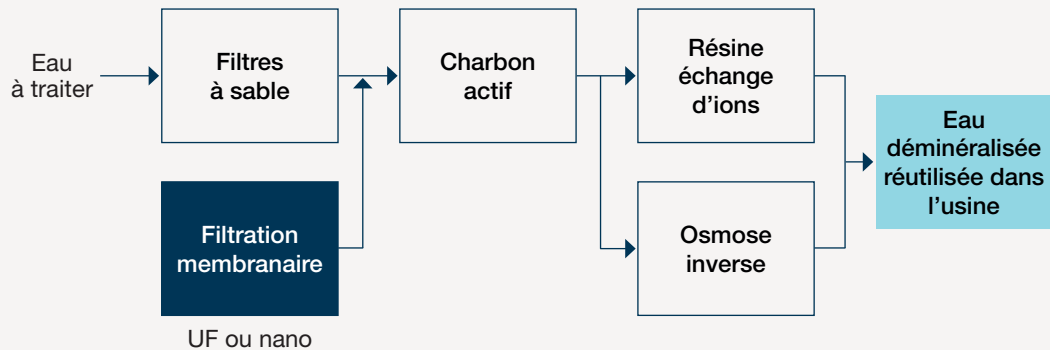 Eau
à traiter
Filtres
à sable
Charbon
actif
Résine
échange
d’ions
Eau
déminéralisée
réutilisée dans
l’usine
Filtration
membranaire
UF ou nano
Osmose
inverse